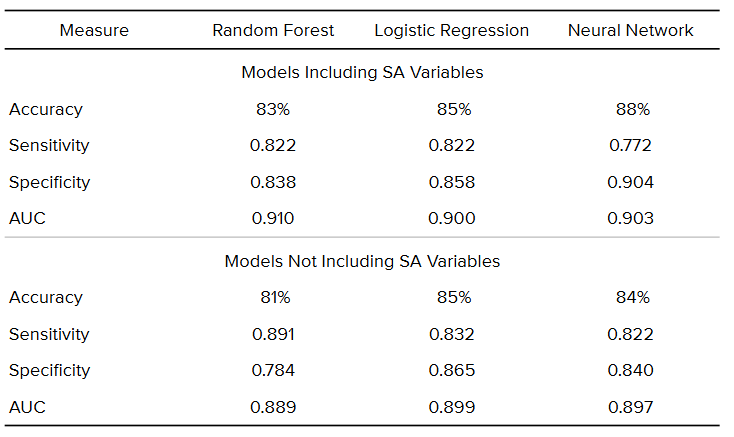 Measure Random Forest Logistic Regression Neural Network
Models Including SA Variables
Accuracy 83% 85% 88%
Sensitivity 0.822 0.822 0.772
Specificity 0.838 0.858 0.904
AUC 0.910 0.900 0.903
Models Not Including SA Variables
Accuracy 81% 85% 84%
Sensitivity 0.891 0.832 0.822
Specificity 0.784 0.865 0.840
AUC 0.889 0.899 0.897